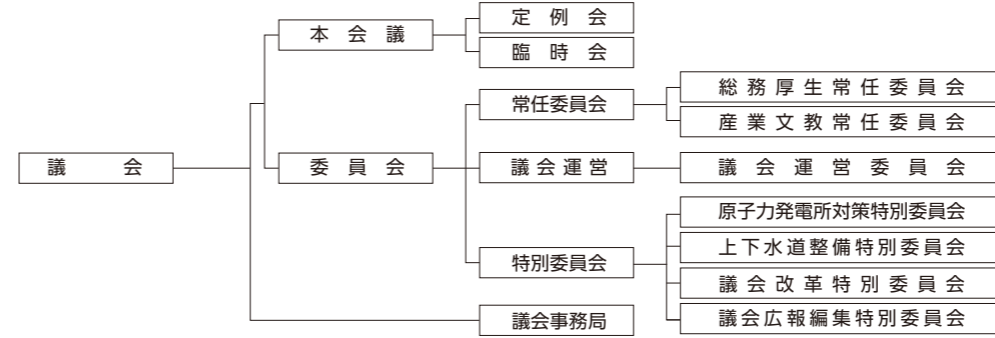 議会
本会議
定例会
臨時会
委員会
常任委員会
総務厚生常任委員会
産業文教常任委員会
議会運営
議会運営委員会
特別委員会
原子力発電所対策特別委員会
上下水道整備特別委員会
議会改革特別委員会
議会広報編集特別委員会
議会事務局